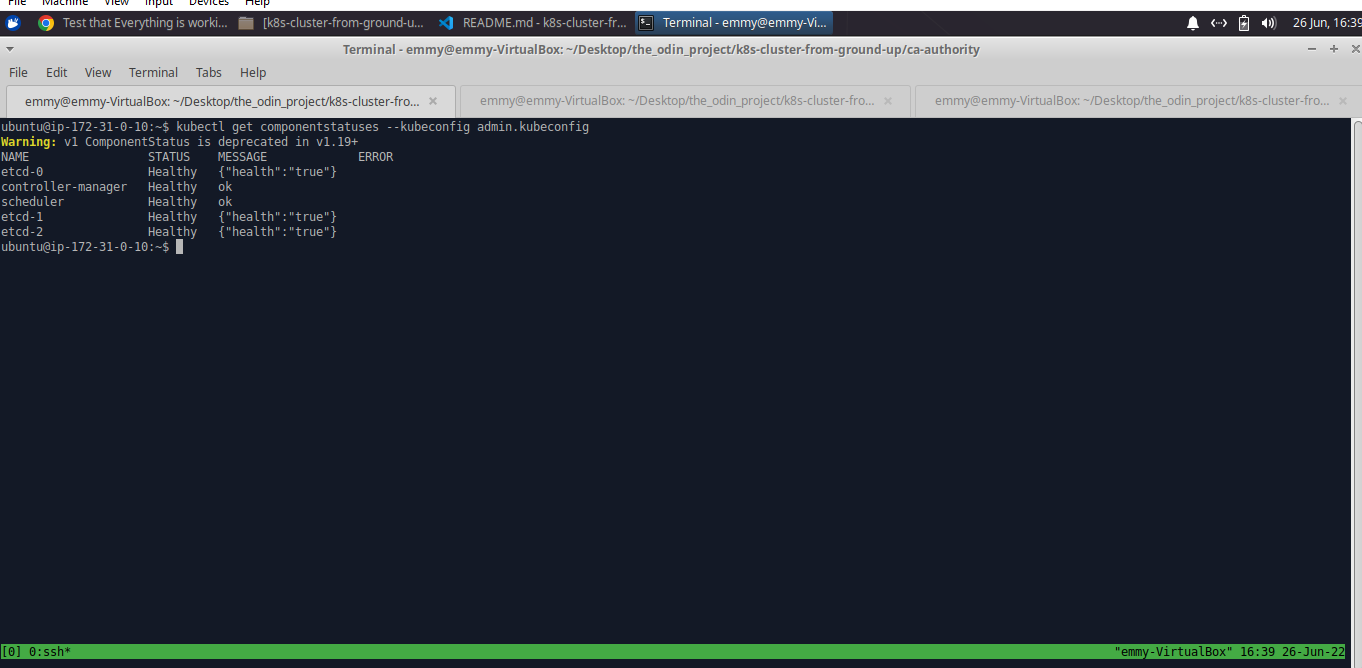 File Machine View Input Devices Help
Test that Everything is worki... [k8s-cluster-from-ground-u... README.md - k8s-cluster-fr... Terminal - emmy@emmy-Vi... 26 Jun, 16:39
Terminal - emmy@emmy-VirtualBox: ~/Desktop/the_odin_project/k8s-cluster-from-ground-up/ca-authority
File Edit View Terminal Tabs Help
emmy@emmy-VirtualBox: ~/Desktop/the_odin_project/k8s-cluster-fro... emmy@emmy-VirtualBox: ~/Desktop/the_odin_project/k8s-cluster-fro... emmy@emmy-VirtualBox: ~/Desktop/the_odin_project/k8s-cluster-fro...
ubuntu@ip-172-31-0-10:~$ kubectl get componentstatuses --kubeconfig admin.kubeconfig
Warning: v1 ComponentStatus is deprecated in v1.19+
NAME STATUS MESSAGE ERROR
etcd-0 Healthy {"health":"true"}
controller-manager Healthy ok
scheduler Healthy ok
etcd-1 Healthy {"health":"true"}
etcd-2 Healthy {"health":"true"}
ubuntu@ip-172-31-0-10:~$
[0] 0:ssh* "emmy-VirtualBox" 16:39 26-Jun-22